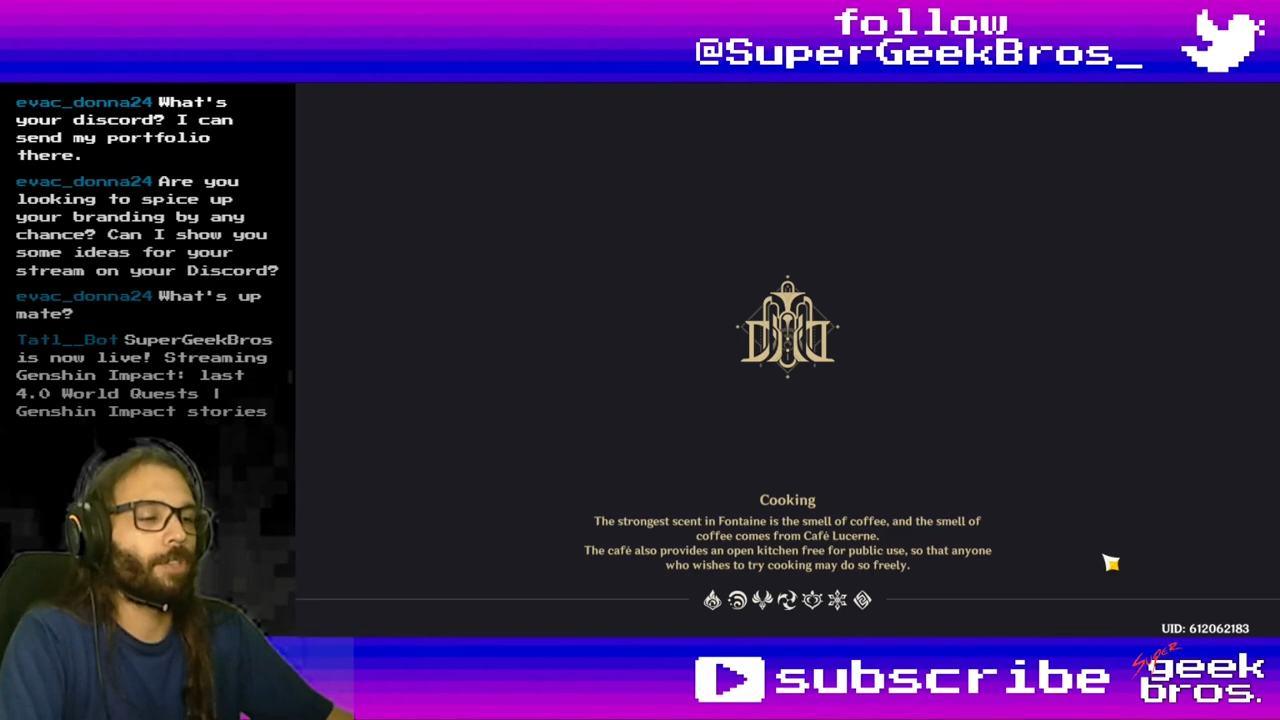 follow
@SuperGeekBros_
evac_donna24 What's
your discord? I can
send my portfolio
there.
evac_donna24 Are you
looking to spice up
your branding by any
chance? Can I show you
some ideas for your
stream on your Discord?
evac_donna24 What's up
mate?
Tatl__Bot SuperGeekBros
is now live! Streaming
Genshin Impact: last
4.0 World Quests |
Genshin Impact stories
Cooking
The strongest scent in Fontaine is the smell of coffee, and the smell of
coffee comes from Café Lucerne.
The café also provides an open kitchen free for public use, so that anyone
who wishes to try cooking may do so freely.
UID: 612062183
subscribe
SUPER
geek
bros.